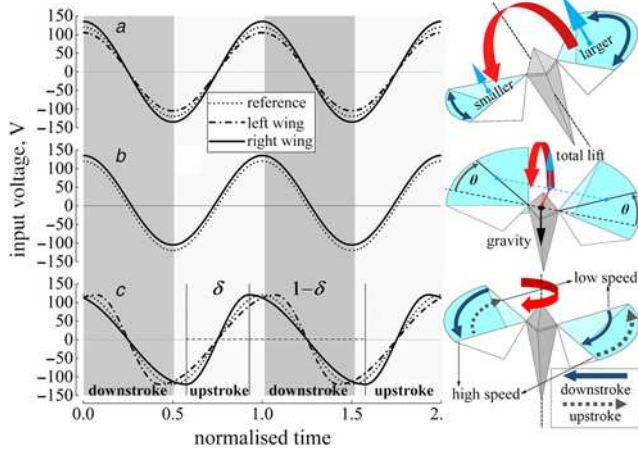 150
100
50
0
−50
−100
−150
a
reference
left wing
right wing
150
100
50
0
−50
−100
−150
b
150
100
50
0
−50
−100
−150
c
δ
1−δ
downstroke
upstroke
downstroke
upstroke
0.0
0.5
1.0
1.5
2.
normalised time
input voltage, V
larger
smaller
total lift
θ
θ
gravity
low speed
high speed
downstroke
upstroke